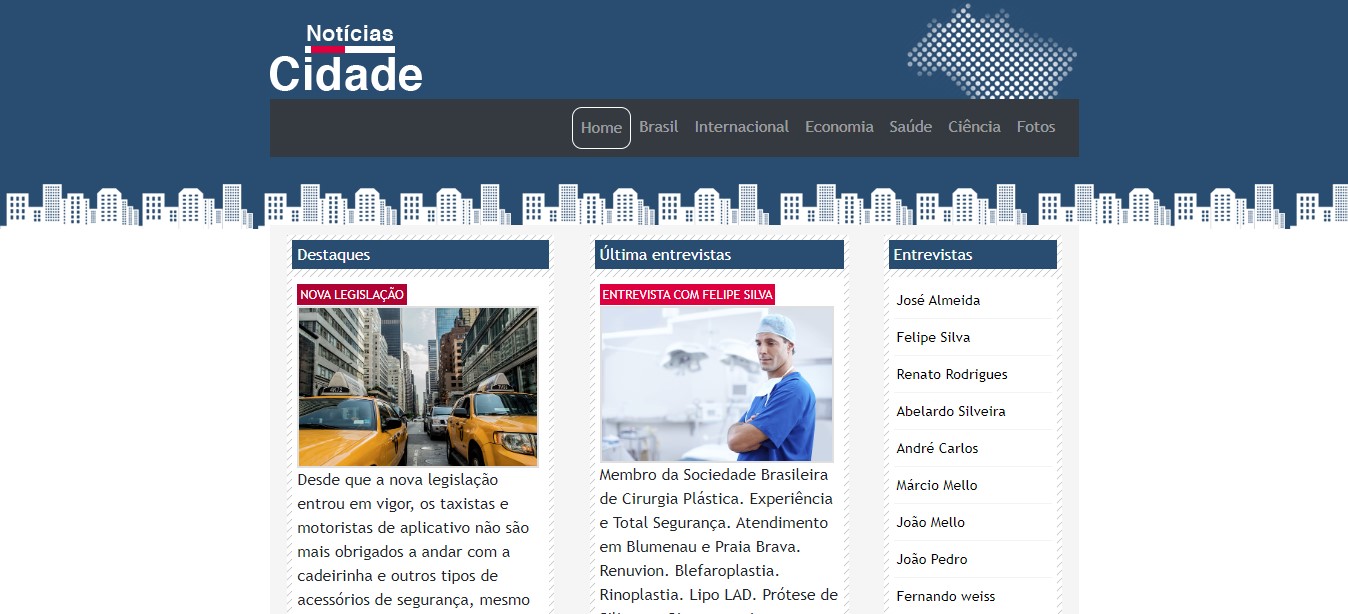 Notícias
Cidade
Home Brasil Internacional Economia Saúde Ciência Fotos
Destaques
NOVA LEGISLAÇÃO
Desde que a nova legislação
entrou em vigor, os taxistas e
motoristas de aplicativo não são
mais obrigados a andar com a
cadeirinha e outros tipos de
acessórios de segurança, mesmo
Última entrevistas
ENTREVISTA COM FELIPE SILVA
Membro da Sociedade Brasileira
de Cirurgia Plástica. Experiência
e Total Segurança. Atendimento
em Blumenau e Praia Brava.
Renuvion. Blefaroplastia.
Rinoplastia. Lipo LAD. Prótese de
Entrevistas
José Almeida
Felipe Silva
Renato Rodrigues
Abelardo Silveira
André Carlos
Márcio Mello
João Mello
João Pedro
Fernando weiss